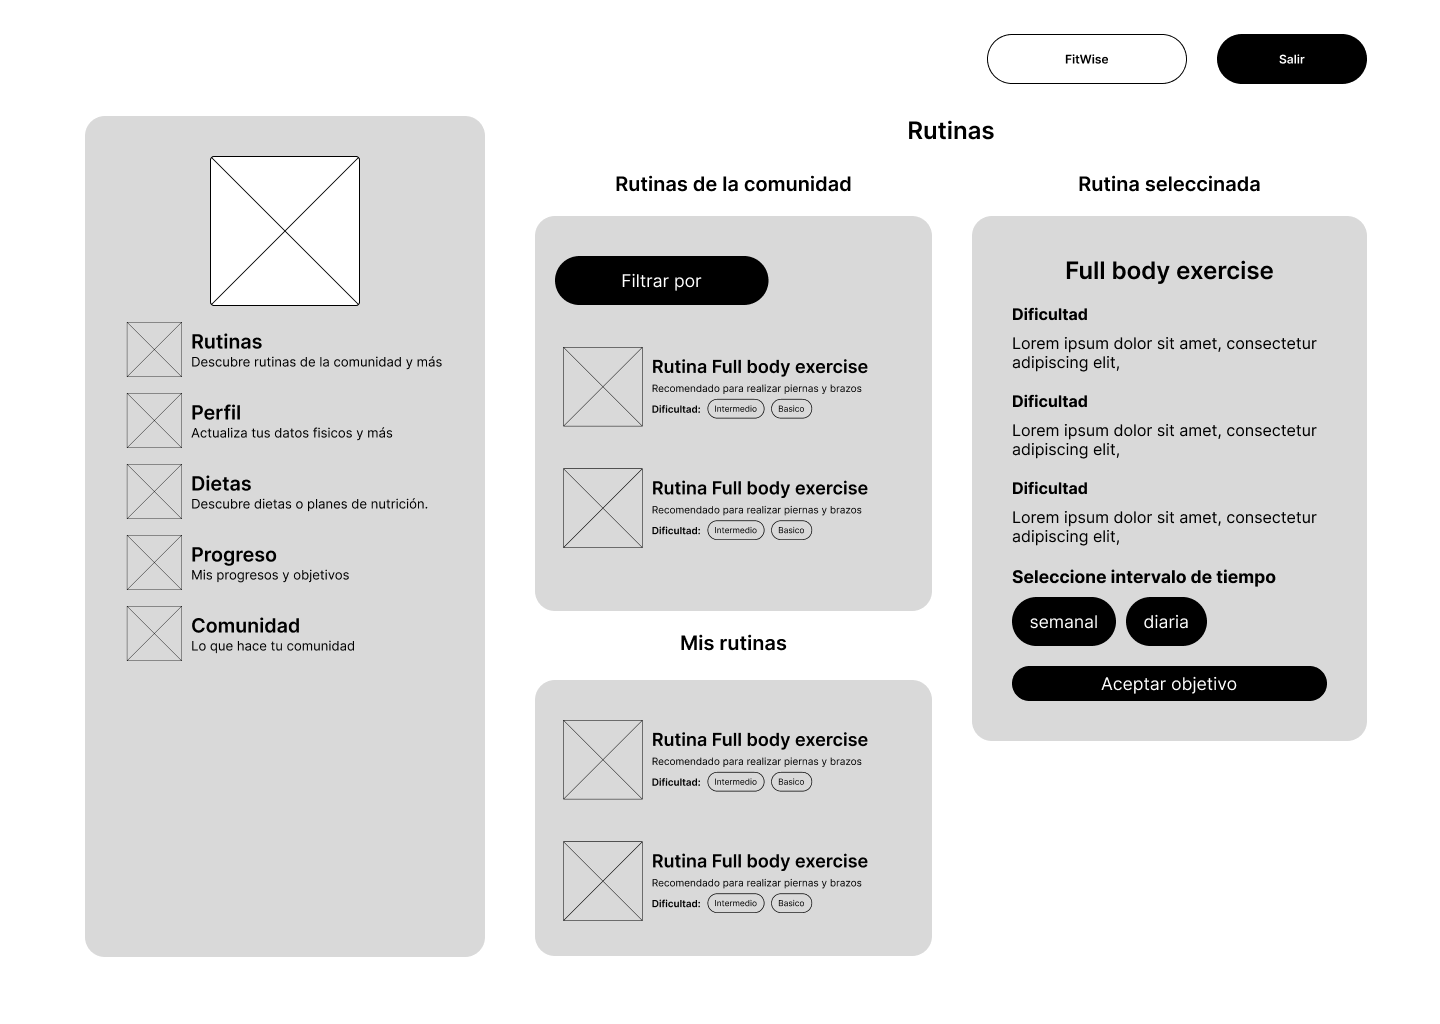 FitWise
Salir
Rutinas
Descubre rutinas de la comunidad y más
Perfil
Actualiza tus datos fisicos y más
Dietas
Descubre dietas o planes de nutrición.
Progreso
Mis progresos y objetivos
Comunidad
Lo que hace tu comunidad
Rutinas
Rutinas de la comunidad
Filtrar por
Rutina Full body exercise
Recomendado para realizar piernas y brazos
Dificultad: Intermedio Basico
Rutina Full body exercise
Recomendado para realizar piernas y brazos
Dificultad: Intermedio Basico
Mis rutinas
Rutina Full body exercise
Recomendado para realizar piernas y brazos
Dificultad: Intermedio Basico
Rutina Full body exercise
Recomendado para realizar piernas y brazos
Dificultad: Intermedio Basico
Rutina seleccinada
Full body exercise
Dificultad
Lorem ipsum dolor sit amet, consectetur
adipiscing elit,
Dificultad
Lorem ipsum dolor sit amet, consectetur
adipiscing elit,
Dificultad
Lorem ipsum dolor sit amet, consectetur
adipiscing elit,
Seleccione intervalo de tiempo
semanal diaria
Aceptar objetivo